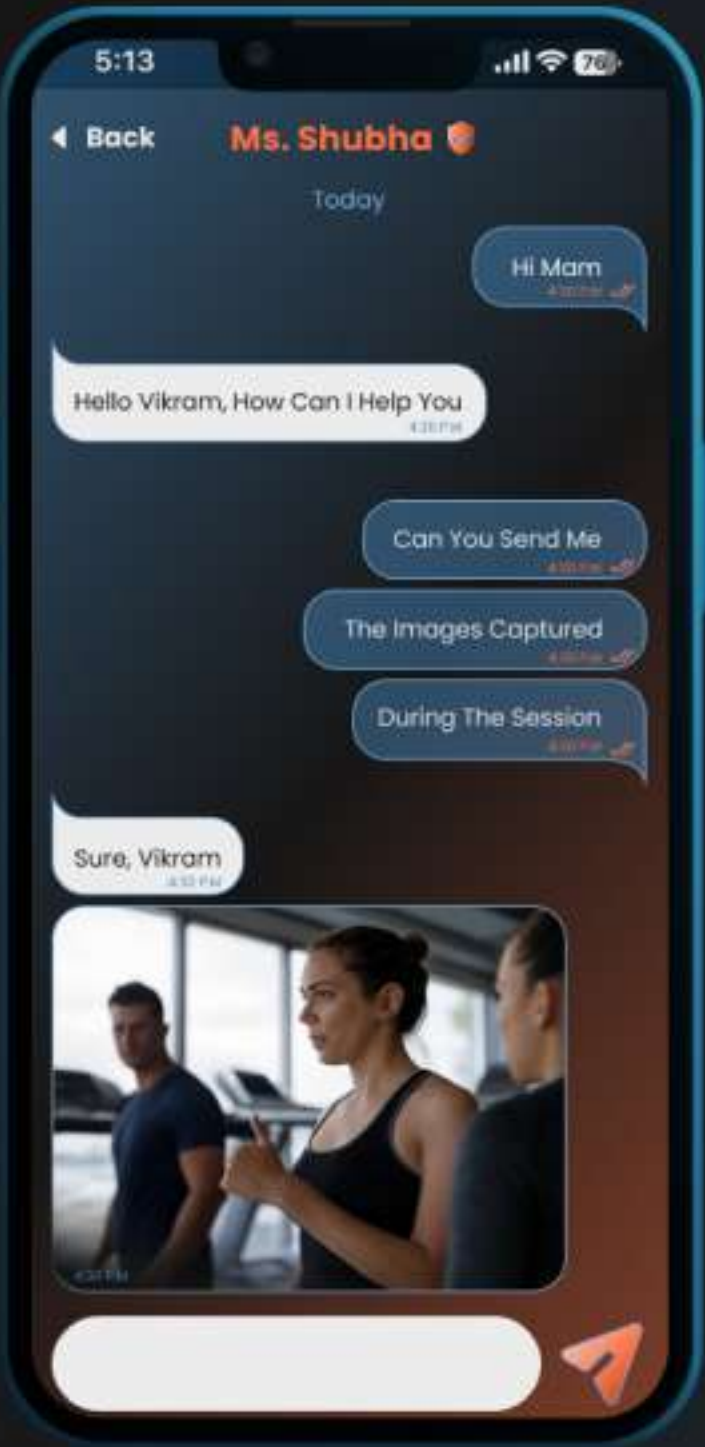 5:13
76
Back
Ms. Shubha
Today
Hi Mam
Hello Vikram, How Can I Help You
Can You Send Me
The Images Captured
During The Session
Sure, Vikram